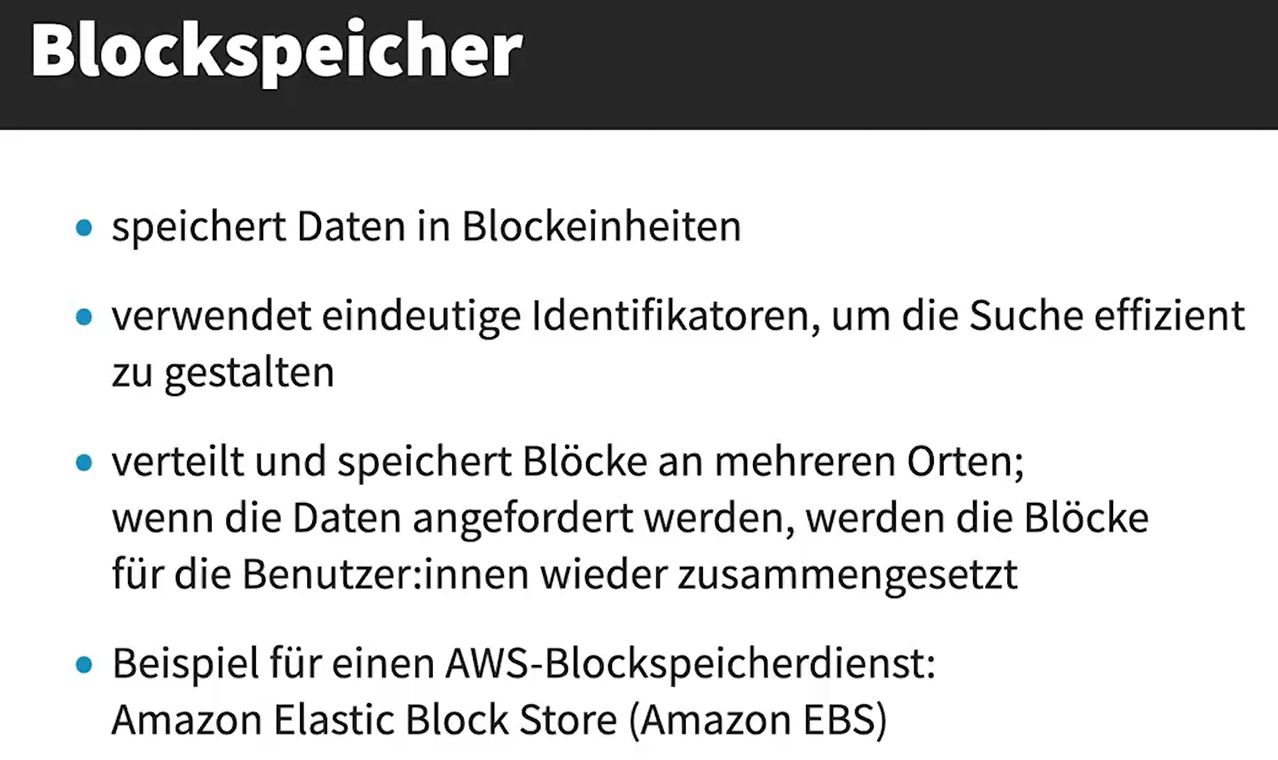 Blockspeicher
speichert Daten in Blockeinheiten
verwendet eindeutige Identifikatoren, um die Suche effizient
zu gestalten
verteilt und speichert Blöcke an mehreren Orten;
wenn die Daten angefordert werden, werden die Blöcke
für die Benutzer:innen wieder zusammengesetzt
Beispiel für einen AWS-Blockspeicherdienst:
Amazon Elastic Block Store (Amazon EBS)